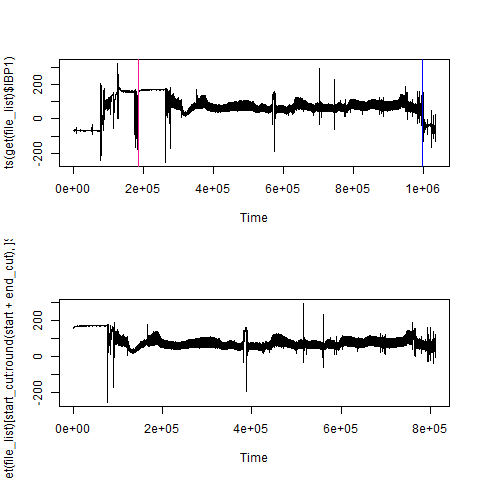 ts(get(file_list)$IBP1)
200
0
-200
0e+00
2e+05
4e+05
6e+05
8e+05
1e+06
Time
et(file_list)[start_cut:round(start + end_cut), ]$
200
0
-200
0e+00
2e+05
4e+05
6e+05
8e+05
Time